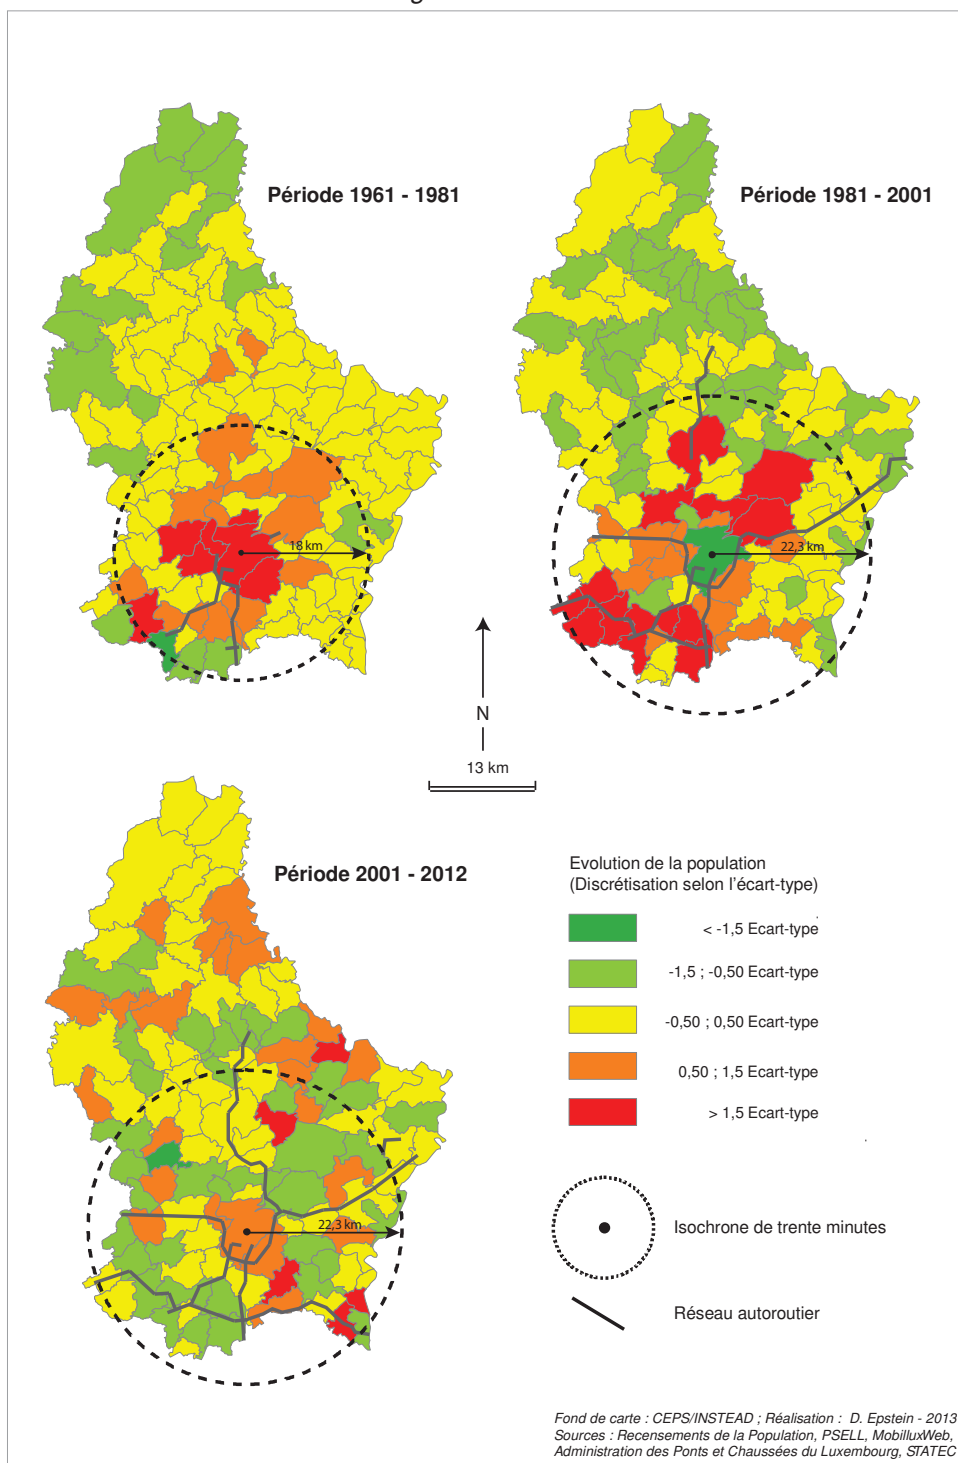 Période 1961 - 1981
Période 1981 - 2001
18 km
22,3 km
N
13 km
Période 2001 - 2012
22,3 km
Evolution de la population
(Discrétisation selon l'écart-type)
< -1,5 Ecart-type
-1,5 ; -0,50 Ecart-type
-0,50 ; 0,50 Ecart-type
0,50 ; 1,5 Ecart-type
> 1,5 Ecart-type
Isochrone de trente minutes
Réseau autoroutier
Fond de carte : CEPS/INSTEAD ; Réalisation : D. Epstein - 2013
Sources : Recensements de la Population, PSELL, MobilluxWeb,
Administration des Ponts et Chaussées du Luxembourg, STATEC